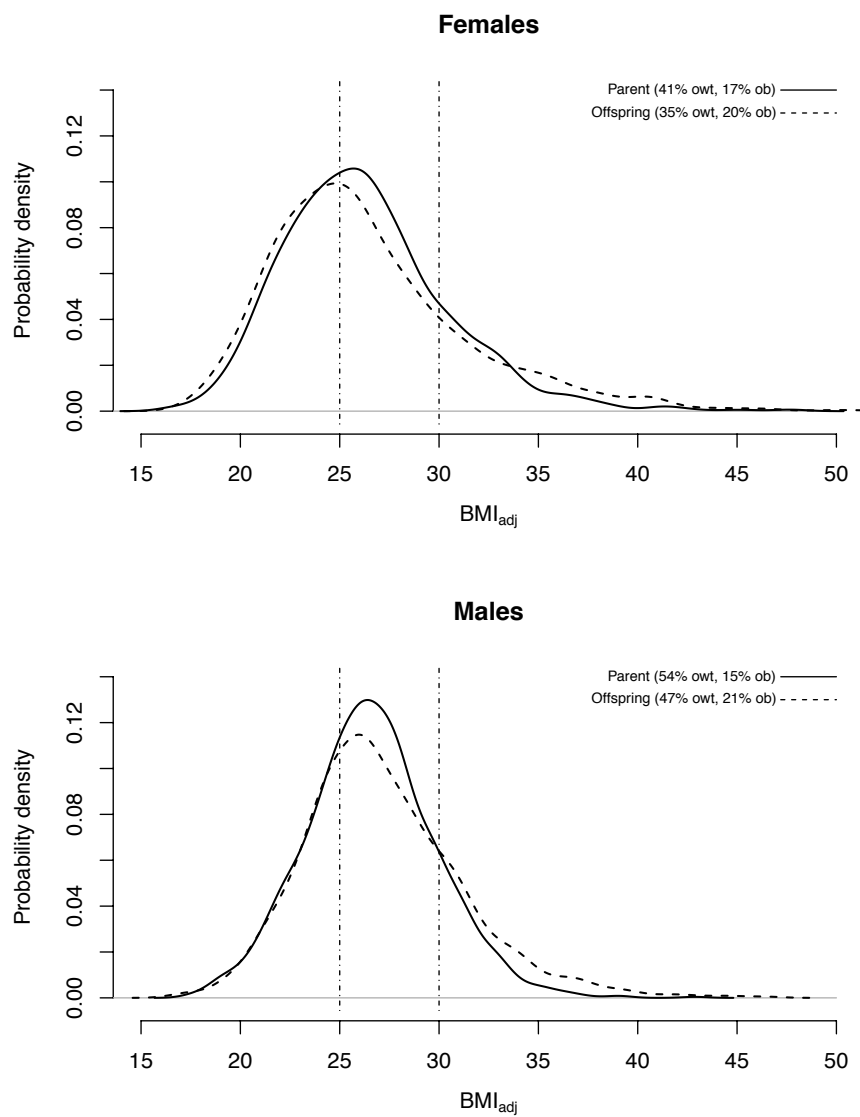 Females
Parent (41% owt, 17% ob)
Offspring (35% owt, 20% ob)
Probability density
0.00
0.04
0.08
0.12
15 20 25 30 35 40 45 50
BMIadj
Males
Parent (54% owt, 15% ob)
Offspring (47% owt, 21% ob)
Probability density
0.00
0.04
0.08
0.12
15 20 25 30 35 40 45 50
BMIadj